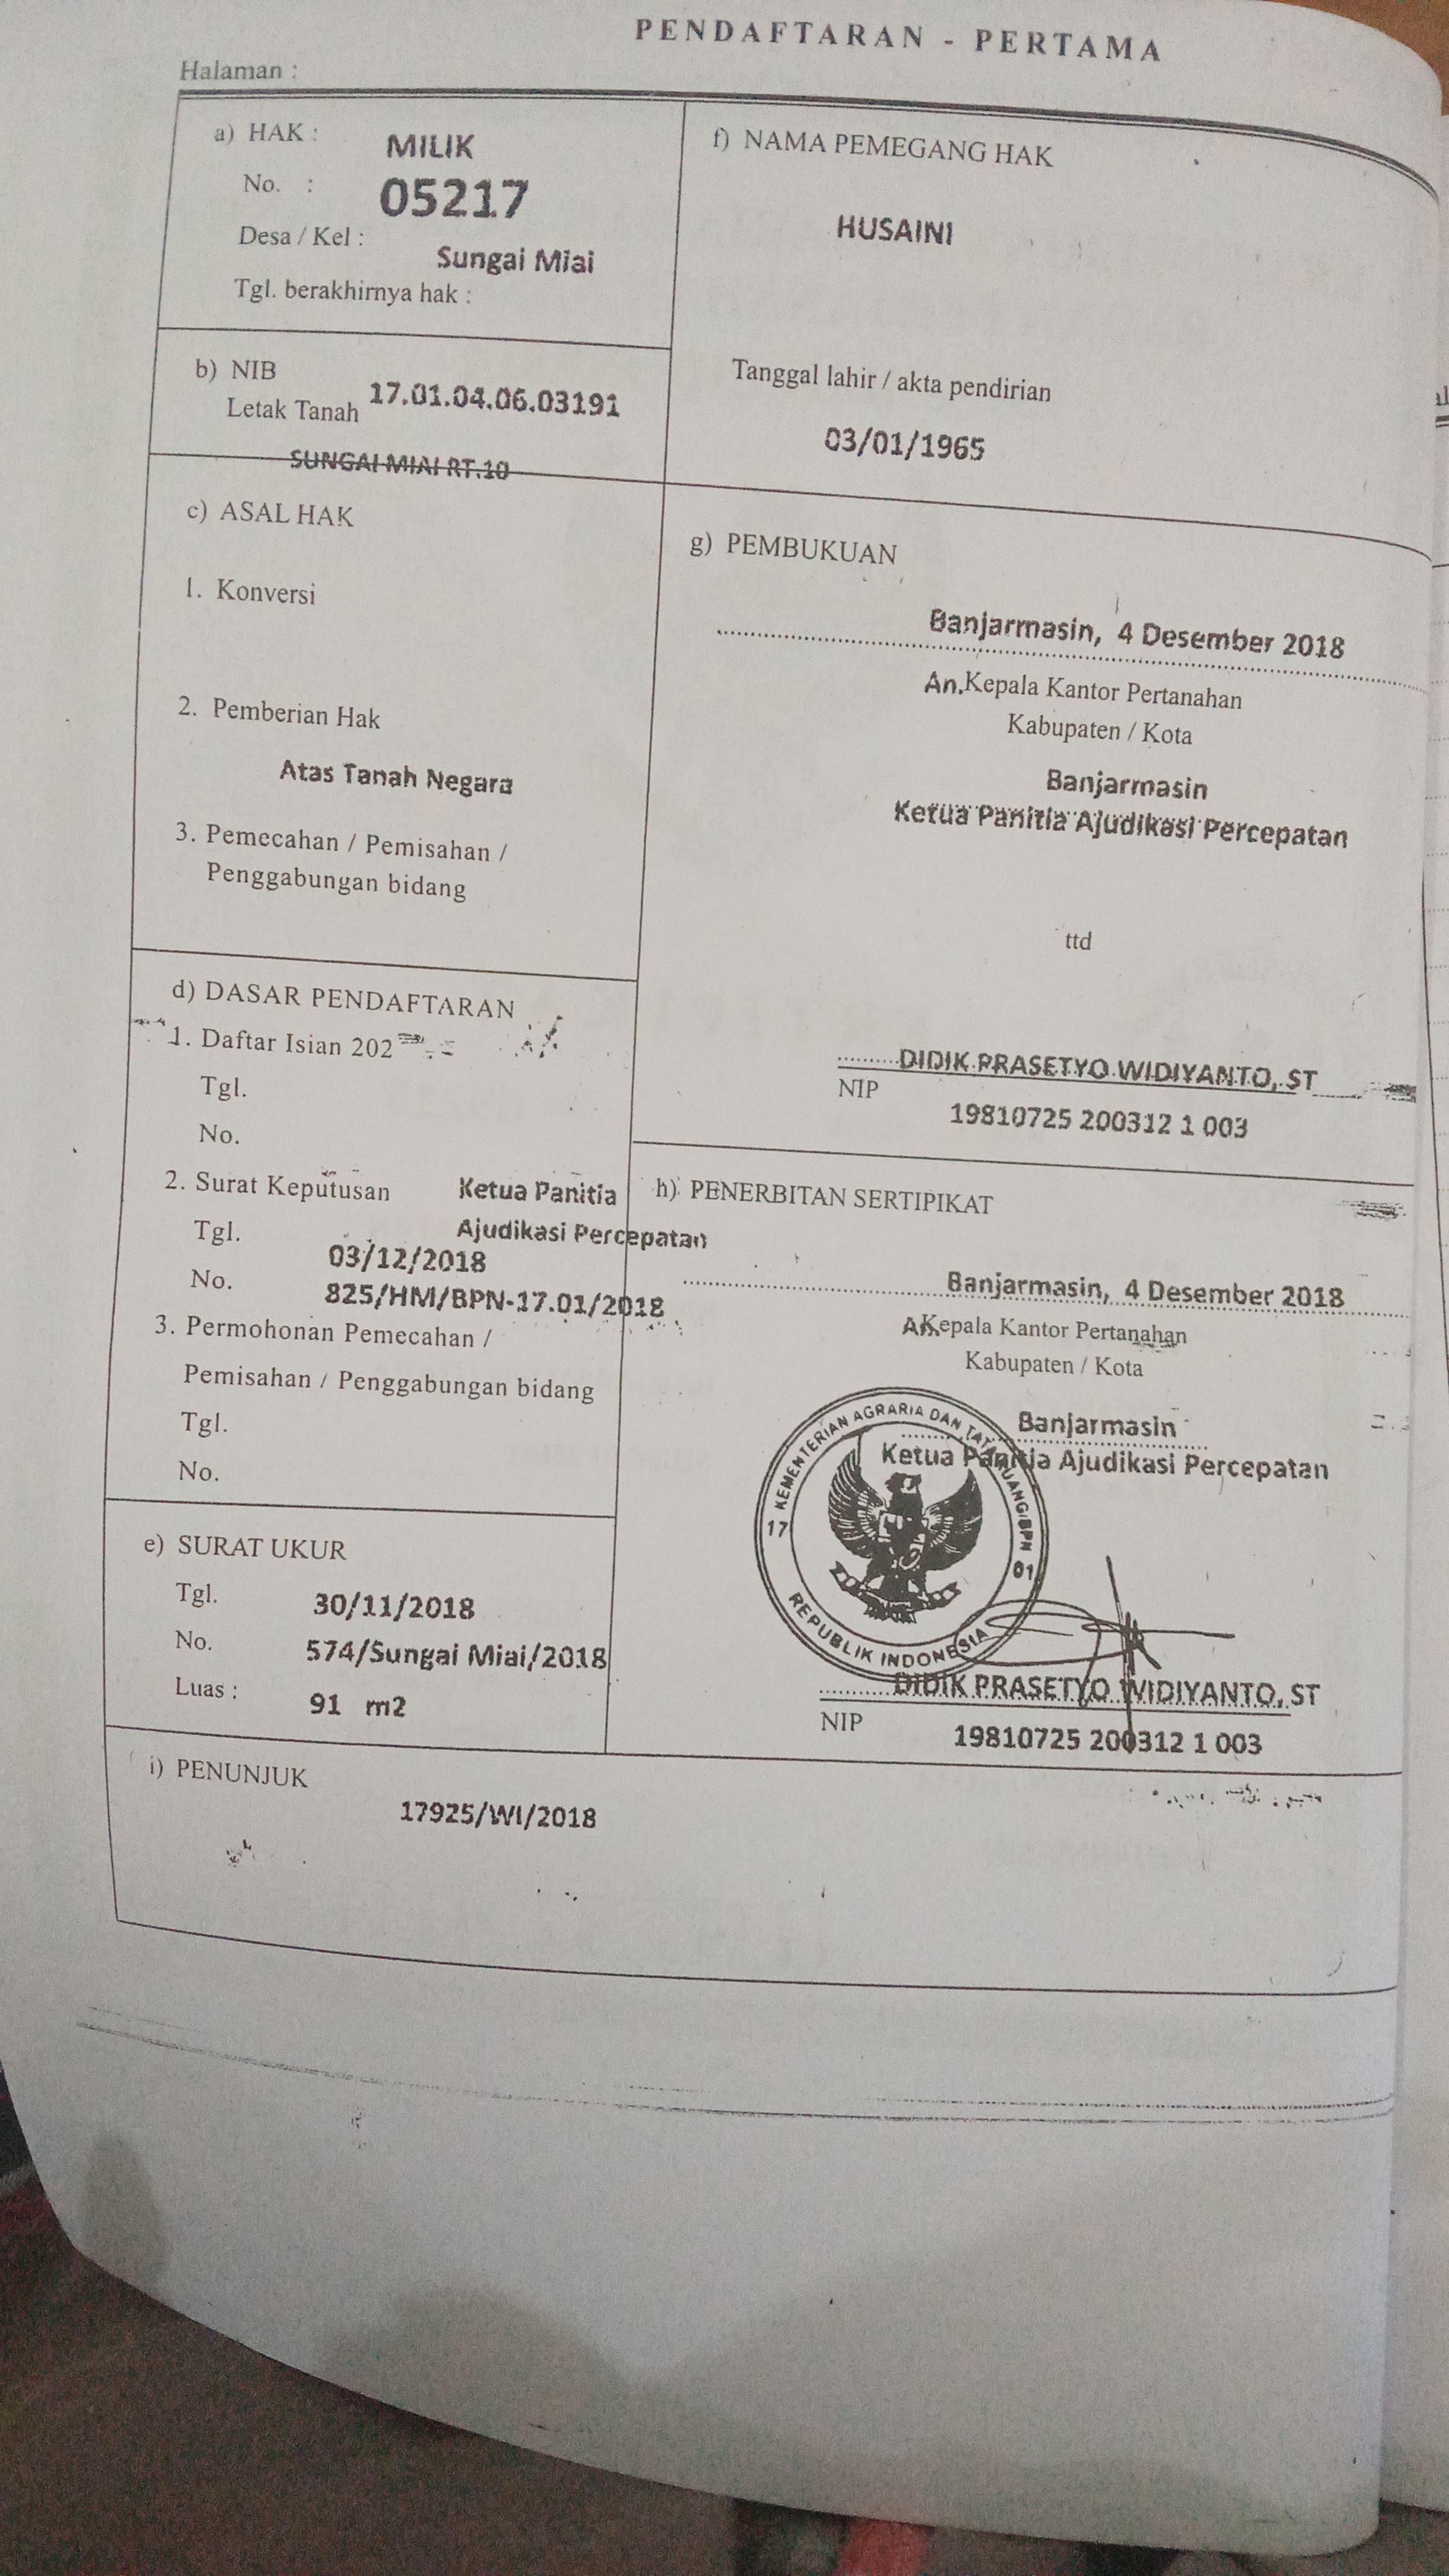 PENDAFTARAN - PERTAMA
Halaman :
a) HAK : MILIK
No. : 05217
Desa / Kel : Sungai Miai
Tgl. berakhirnya hak :
b) NIB 17.01.04.06.03191
Letak Tanah
SUNGAI MIAI RT.10
c) ASAL HAK
1. Konversi
2. Pemberian Hak
Atas Tanah Negara
3. Pemecahan / Pemisahan /
Penggabungan bidang
d) DASAR PENDAFTARAN
1. Daftar Isian 202
Tgl.
No.
2. Surat Keputusan Ketua Panitia
Ajudikasi Percepatan
Tgl. 03/12/2018
No. 825/HM/BPN-17.01/2018
3. Permohonan Pemecahan /
Pemisahan / Penggabungan bidang
Tgl.
No.
e) SURAT UKUR
Tgl. 30/11/2018
No. 574/Sungai Miai/2018
Luas : 91 m2
f) NAMA PEMEGANG HAK
HUSAINI
Tanggal lahir / akta pendirian
03/01/1965
g) PEMBUKUAN
Banjarmasin, 4 Desember 2018
An.Kepala Kantor Pertanahan
Kabupaten / Kota
Banjarmasin
Ketua Panitia Ajudikasi Percepatan
ttd
DIDIK PRASETYO WIDIYANTO, ST
NIP 19810725 200312 1 003
h) PENERBITAN SERTIPIKAT
Banjarmasin, 4 Desember 2018
An.Kepala Kantor Pertanahan
Kabupaten / Kota
Banjarmasin
Ketua Panitia Ajudikasi Percepatan
KEMENTERIAN AGRARIA DAN TATA RUANG/BPN
17 01
REPUBLIK INDONESIA
DIDIK PRASETYO WIDIYANTO, ST
NIP 19810725 200312 1 003
i) PENUNJUK
17925/WI/2018